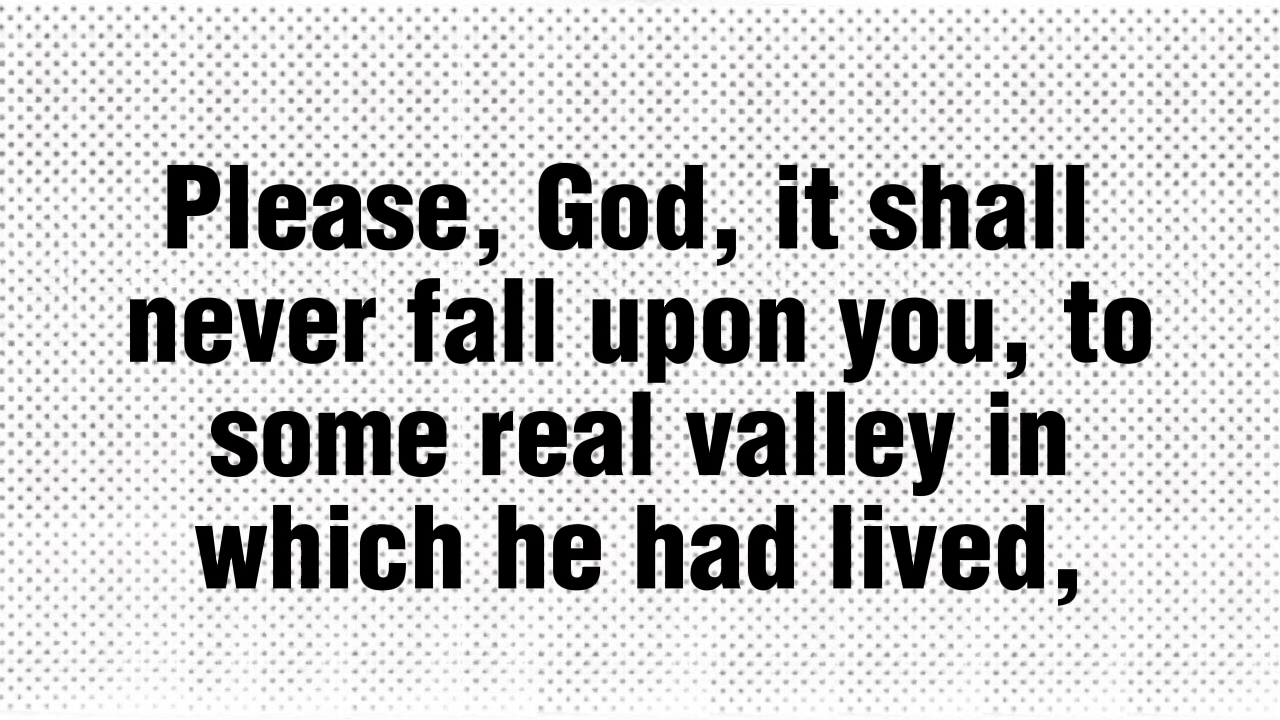 Please, God, it shall
never fall upon you, to
some real valley in
which he had lived,